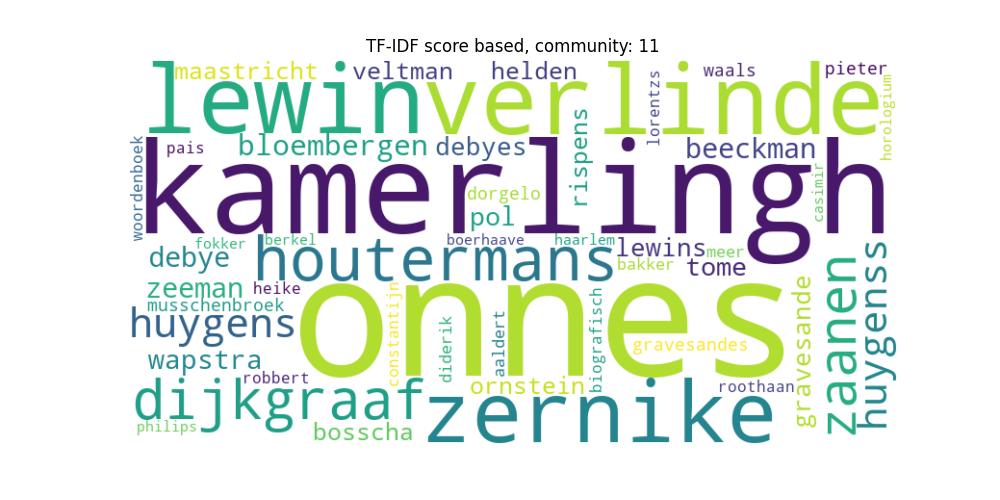 TF-IDF score based, community: 11
maastricht veltman helden waals pieter
lewin verlinde
lorentzs
horologium
woordenboek
pais
bloembergen debyes rispens beeckman
kamerlingh
casimir
dorgelo
pol
fokker berkel boerhaave haarlem
debye houtermans lewins meer
bakker tome
zeeman heike
musschenbroek
huygens onnes
constantijn
diderik
aaldert
biografisch
gravesandes
gravesande
zaanen
huygenss
wapstra
robbert
ornstein roothaan
dijkgraaf zernike
philips bosscha